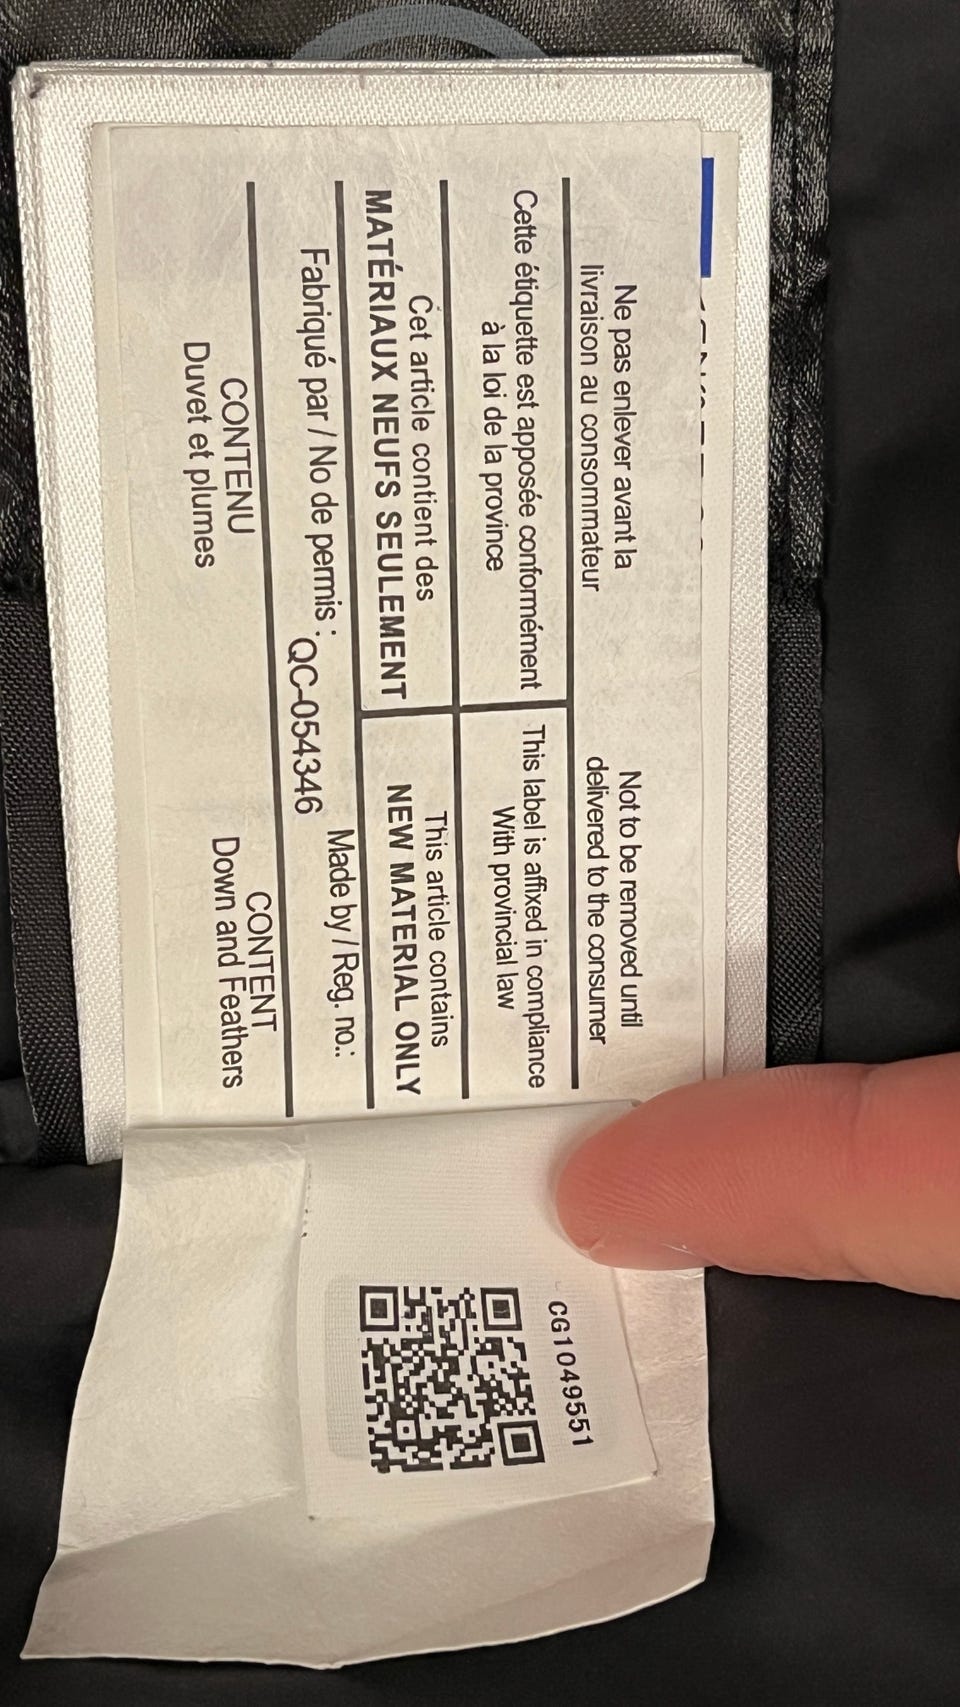 Ne pas enlever avant la
livraison au consommateur
Not to be removed until
delivered to the consumer
Cette étiquette est apposée conformément
à la loi de la province
This label is affixed in compliance
With provincial law
Cet article contient des
MATÉRIAUX NEUFS SEULEMENT
This article contains
NEW MATERIAL ONLY
Fabriqué par / No de permis : QC-054346 Made by / Reg. no.:
CONTENU
Duvet et plumes
CONTENT
Down and Feathers
CG1049551